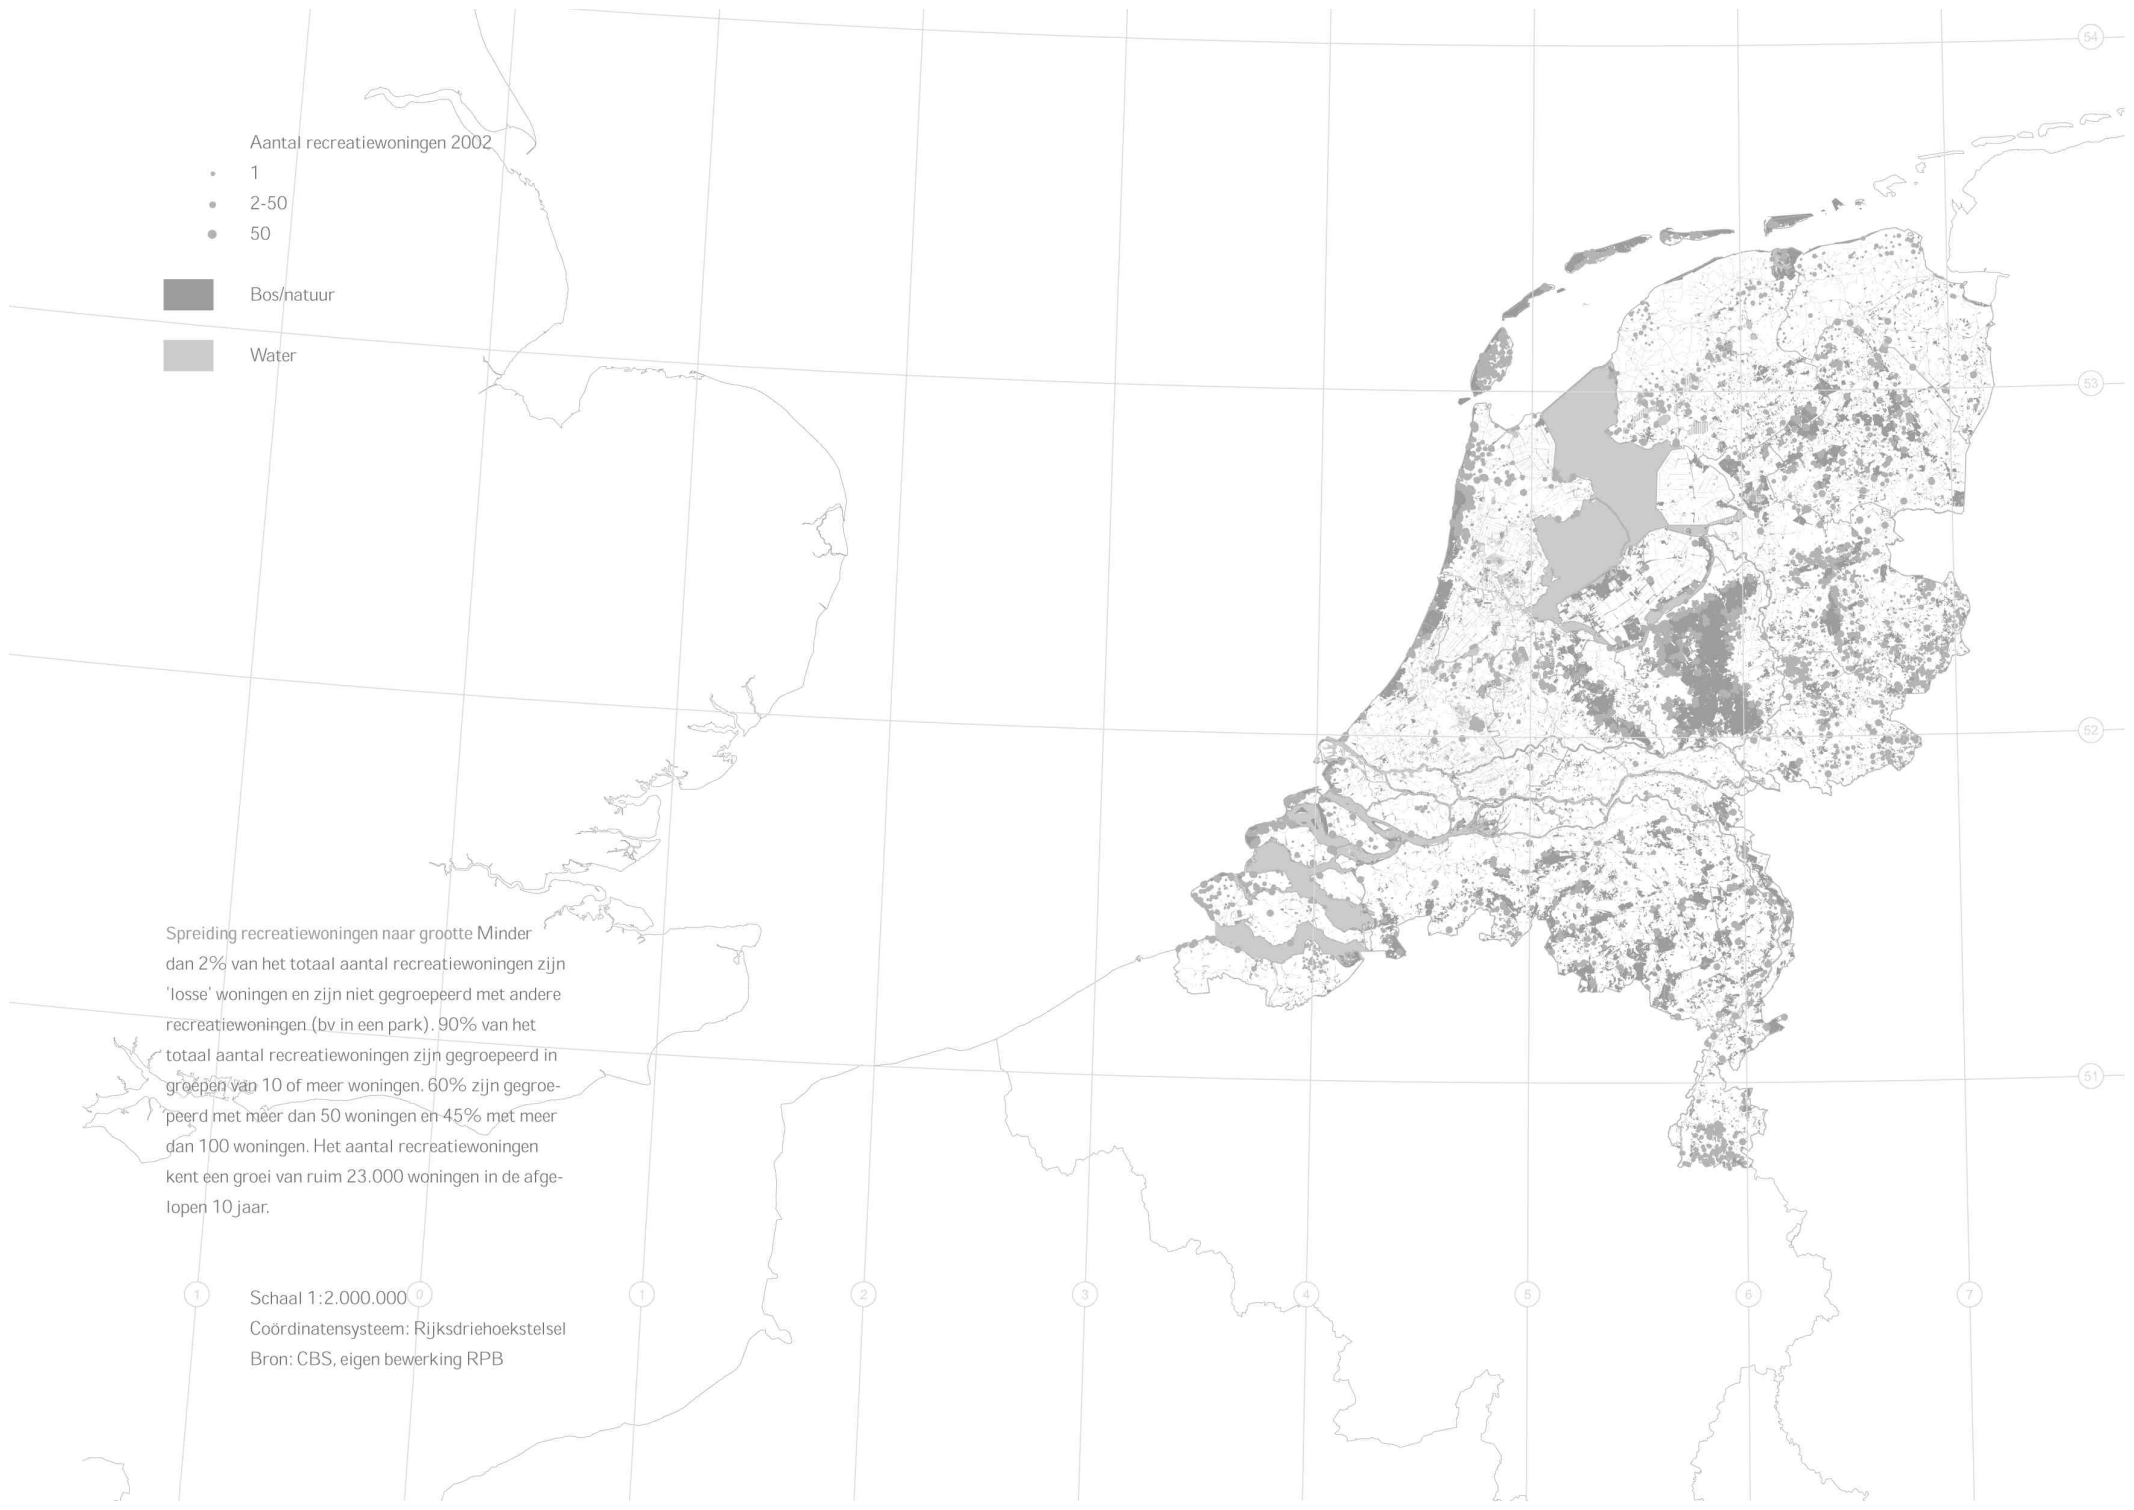 Aantal recreatiewoningen 2002
1
2-50
50
Bos/natuur
Water
54
53
52
51
Spreiding recreatiewoningen naar grootte Minder
dan 2% van het totaal aantal recreatiewoningen zijn
'losse' woningen en zijn niet gegroepeerd met andere
recreatiewoningen (bv in een park). 90% van het
totaal aantal recreatiewoningen zijn gegroepeerd in
groepen van 10 of meer woningen. 60% zijn gegroe-
peerd met meer dan 50 woningen en 45% met meer
dan 100 woningen. Het aantal recreatiewoningen
kent een groei van ruim 23.000 woningen in de afge-
lopen 10 jaar.
1 0 1 2 3 4 5 6 7
Schaal 1:2.000.000
Coördinatensysteem: Rijksdriehoekstelsel
Bron: CBS, eigen bewerking RPB